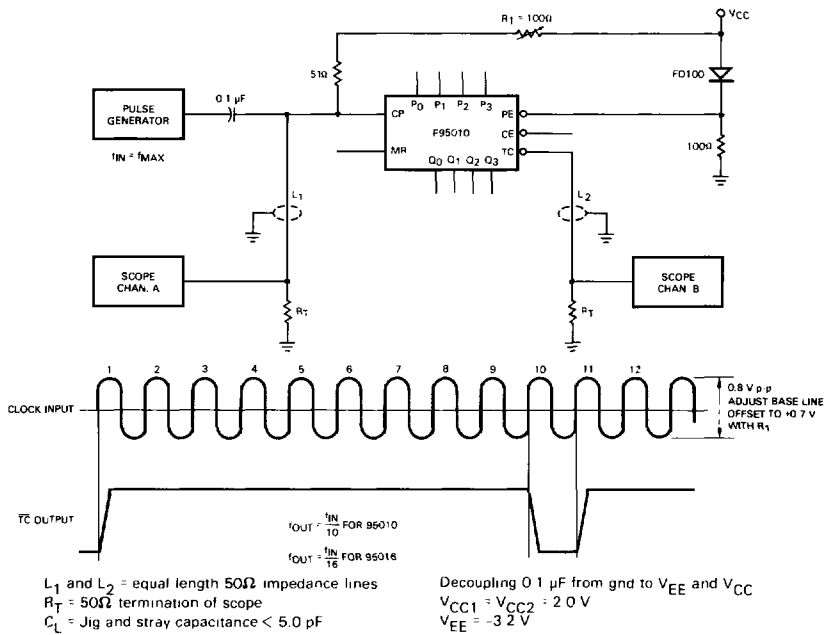 VCC
R1 = 100Ω
51Ω
FD100
0.1 μF
PULSE
GENERATOR
fIN = fMAX
P0 P1 P2 P3
CP
PE
F95010
CE
MR
TC
Q0 Q1 Q2 Q3
100Ω
L1
L2
SCOPE
CHAN. A
RT
RT
SCOPE
CHAN B
1 2 3 4 5 6 7 8 9 10 11 12
CLOCK INPUT
0.8 V p-p
ADJUST BASE LINE
OFFSET TO +0.7 V
WITH R1
TC OUTPUT
fOUT = fIN/10 FOR 95010
fOUT = fIN/16 FOR 95016
L1 and L2 = equal length 50Ω impedance lines
RT = 50Ω termination of scope
CL = Jig and stray capacitance < 5.0 pF
Decoupling 0 1 μF from gnd to VEE and VCC
VCC1 = VCC2 = 2 0 V
VEE = -3 2 V